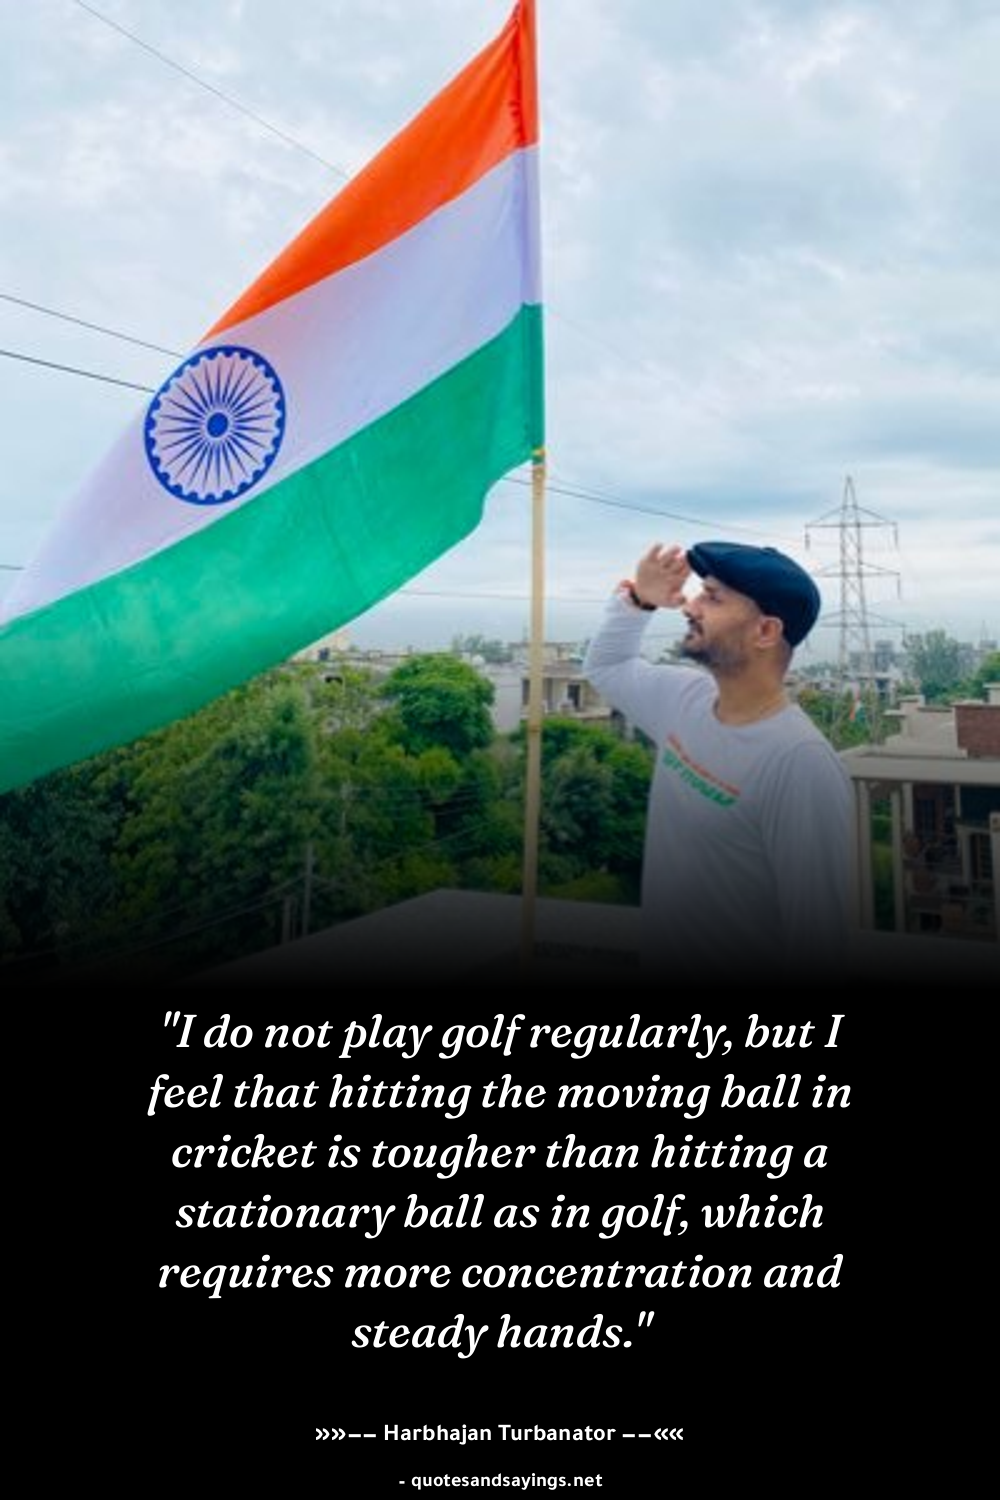 "I do not play golf regularly, but I
feel that hitting the moving ball in
cricket is tougher than hitting a
stationary ball as in golf, which
requires more concentration and
steady hands."
»»−− Harbhajan Turbanator −−««
- quotesandsayings.net